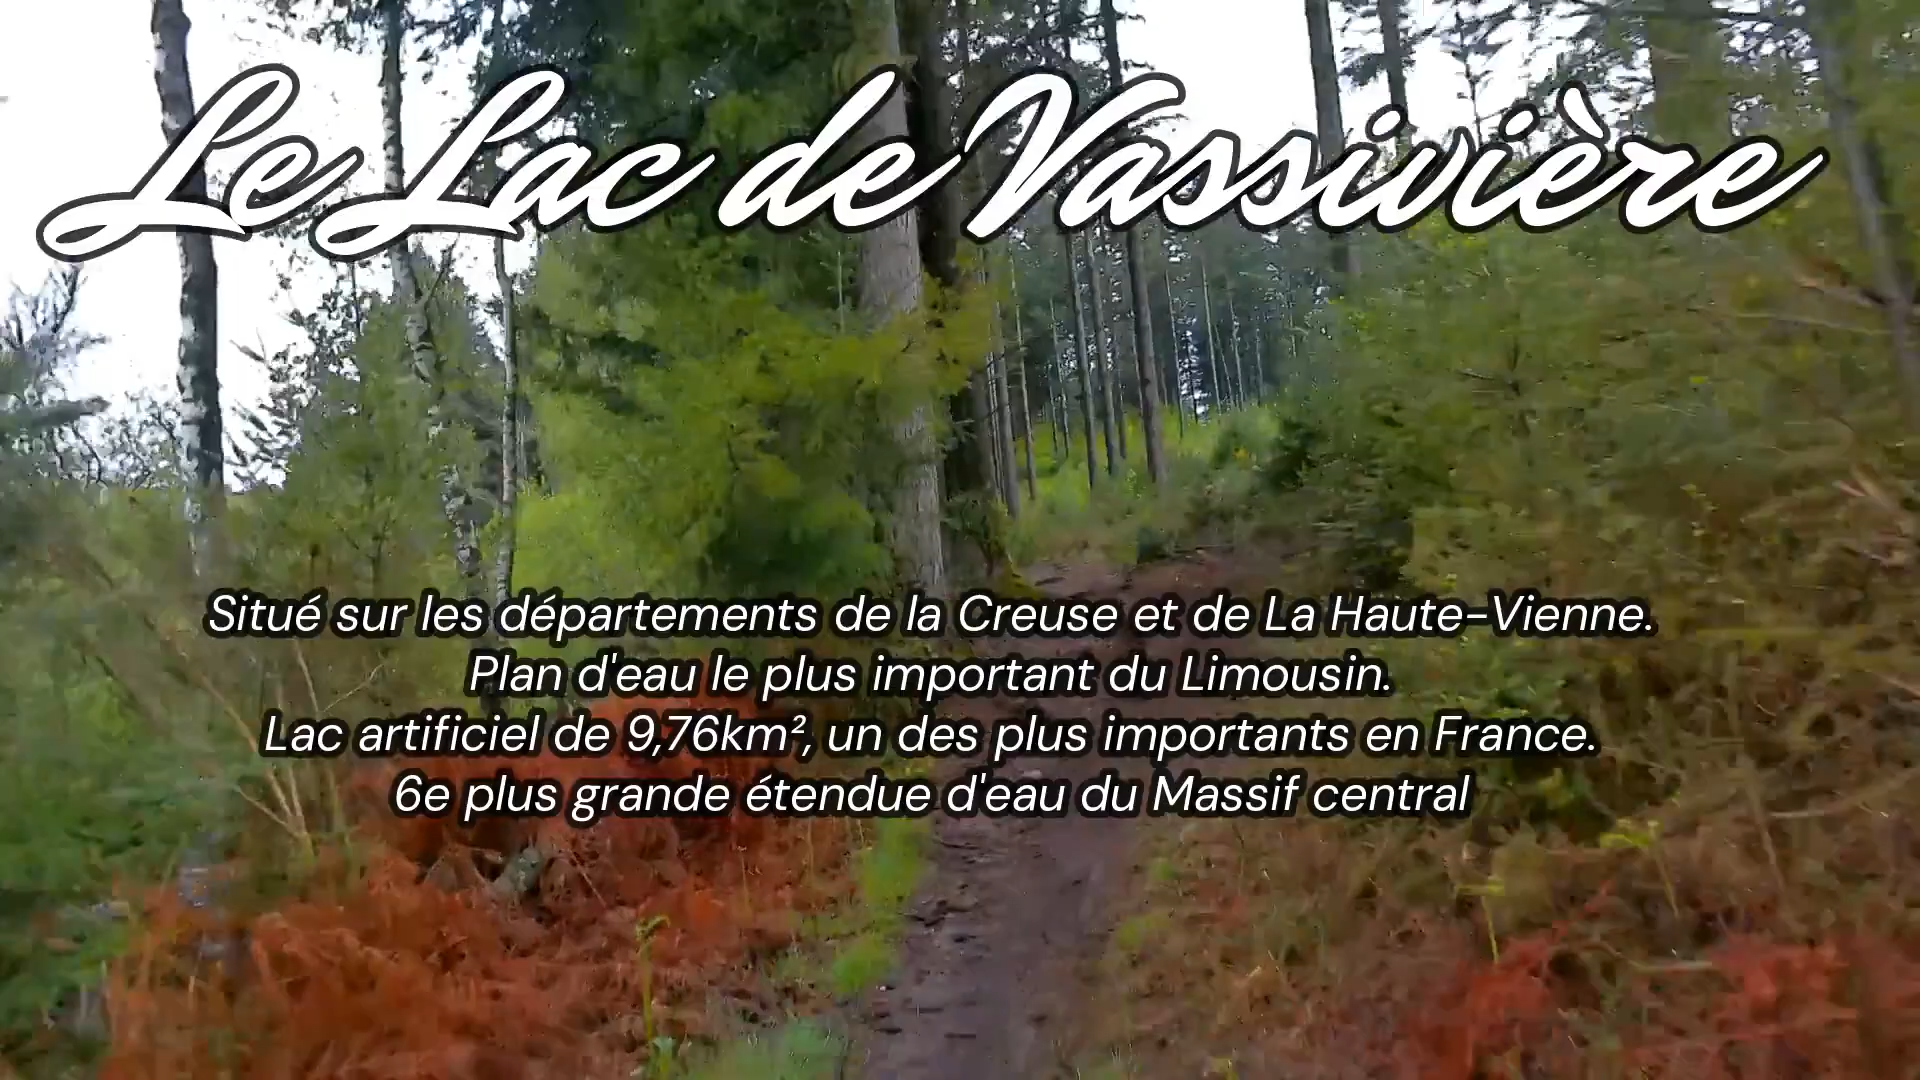 Le Lac de Vassivière
Situé sur les départements de la Creuse et de La Haute-Vienne.
Plan d'eau le plus important du Limousin.
Lac artificiel de 9,76km², un des plus importants en France.
6e plus grande étendue d'eau du Massif central